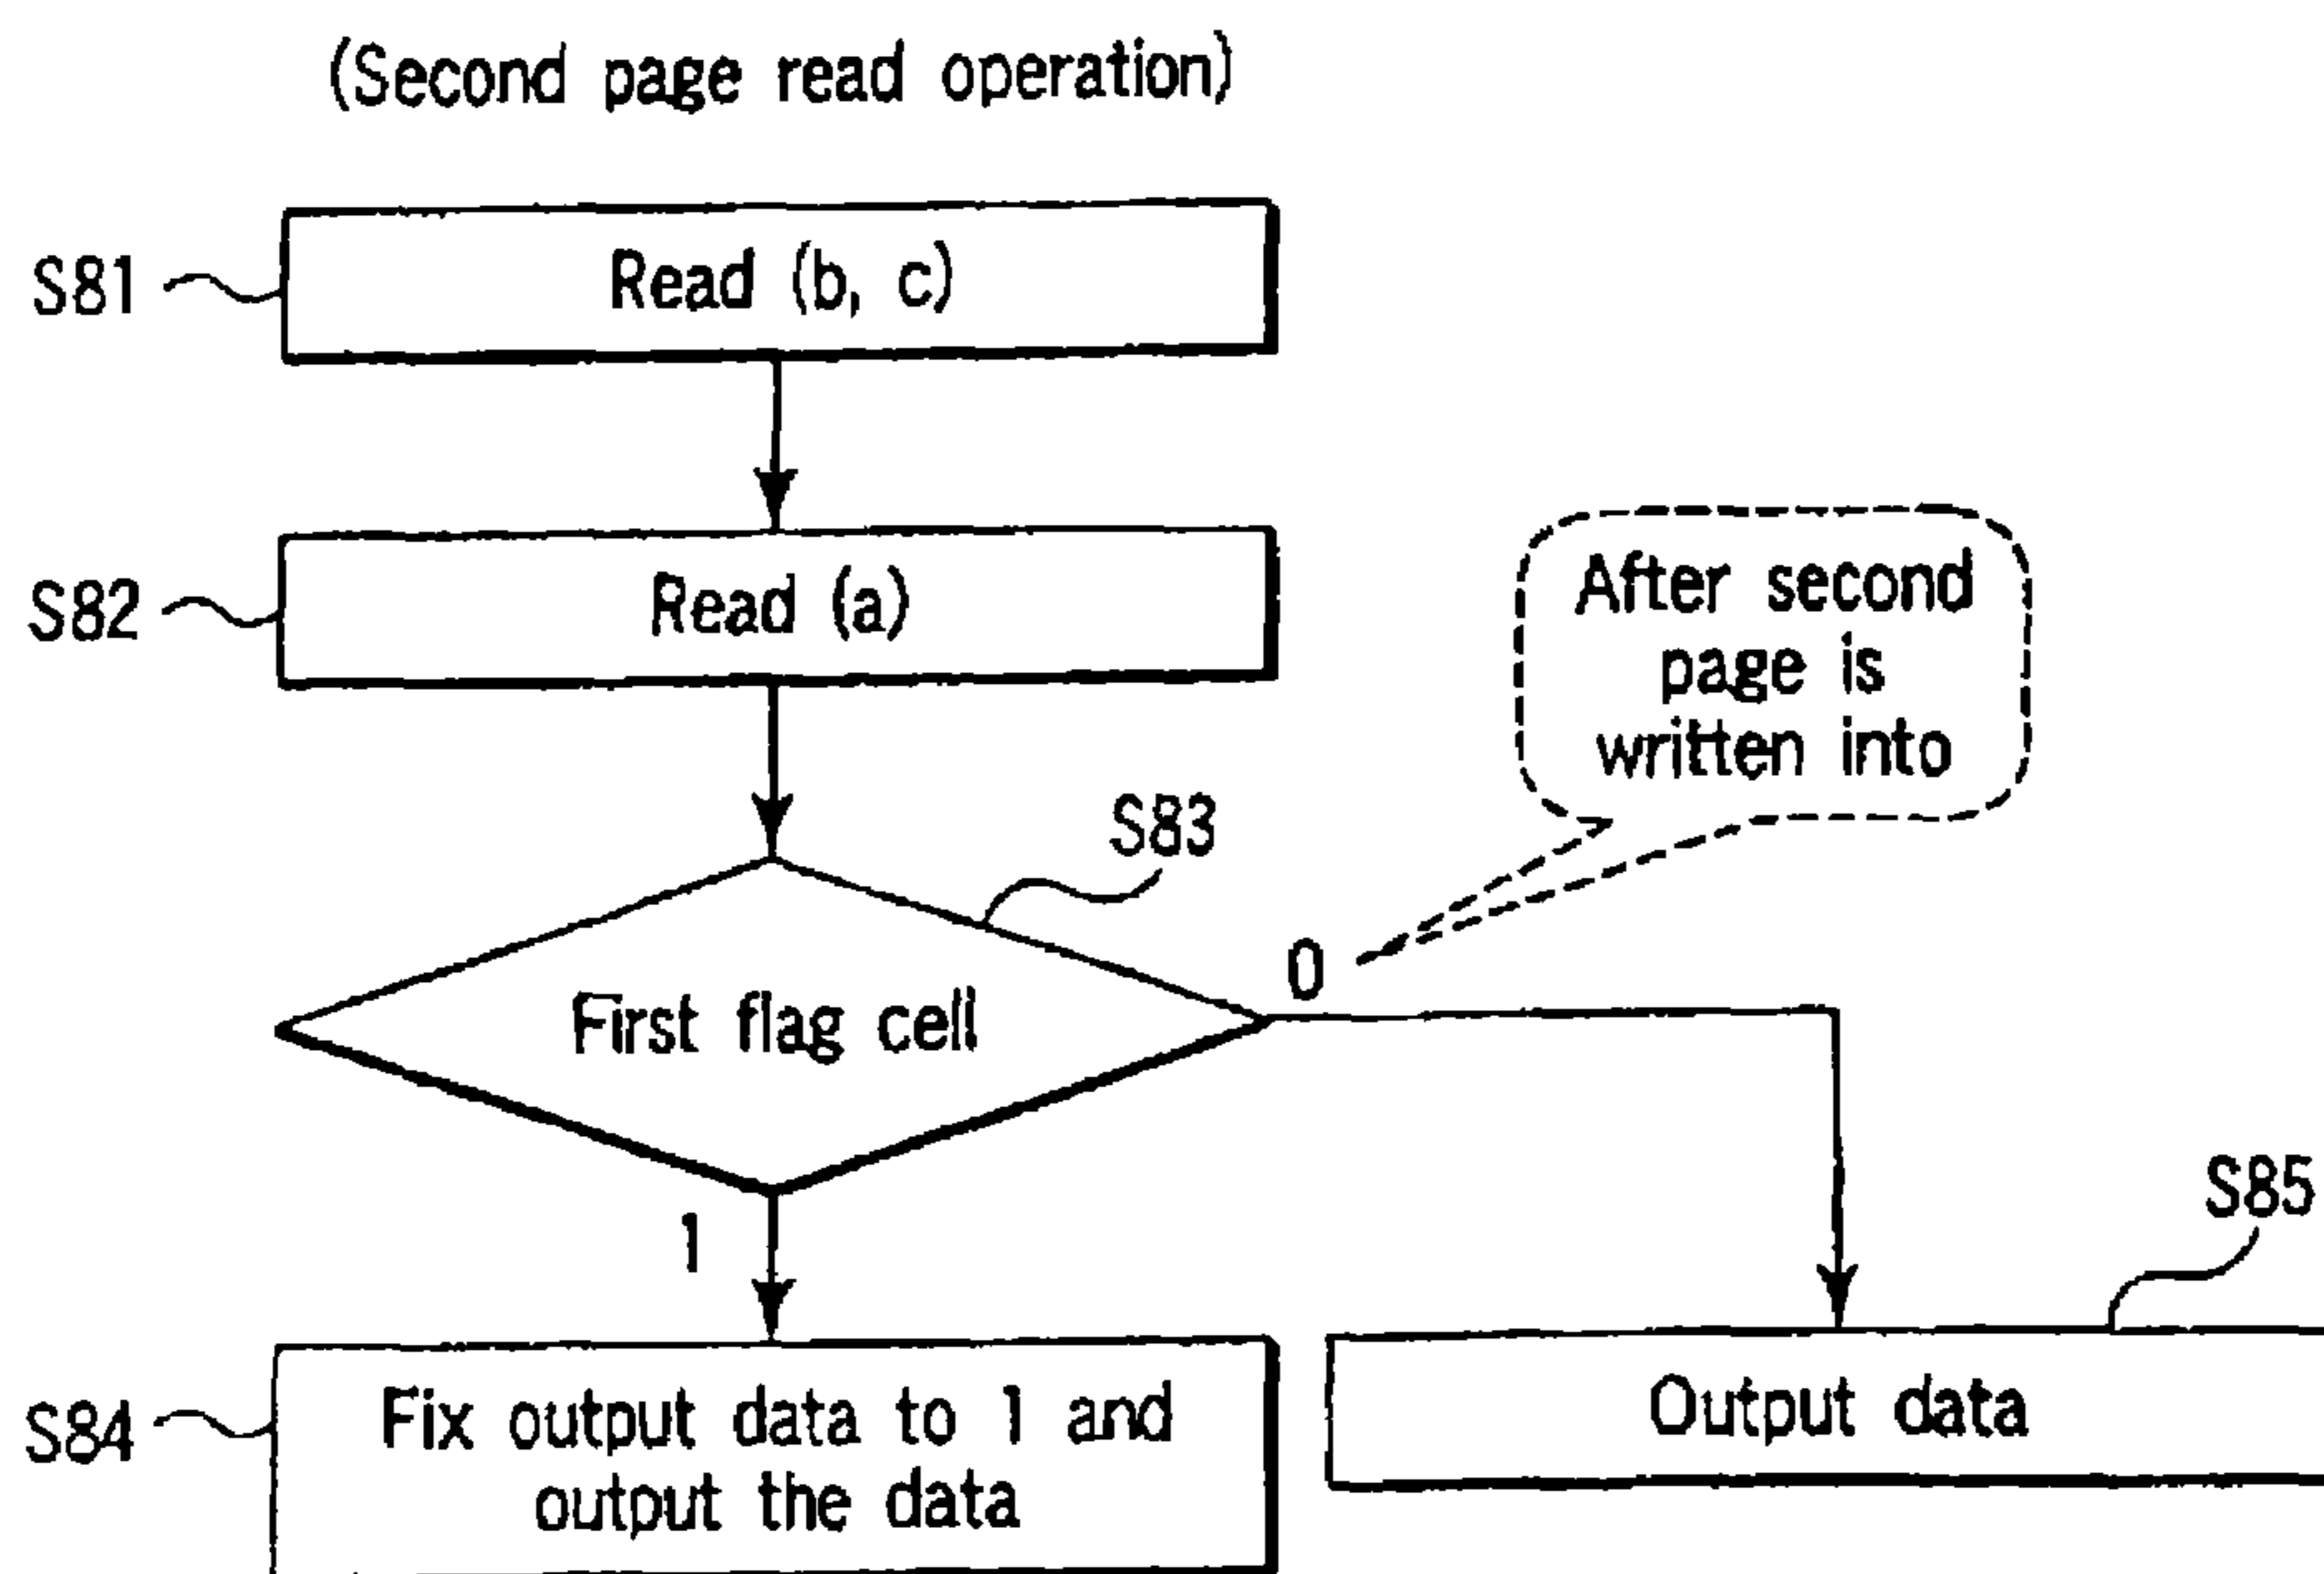 (Second page read operation)
S81
Read (b, c)
S82
Read (a)
After second
page is
written into
S83
0
First flag cell
1
S85
S84
Fix output data to 1 and
output the data
Output data